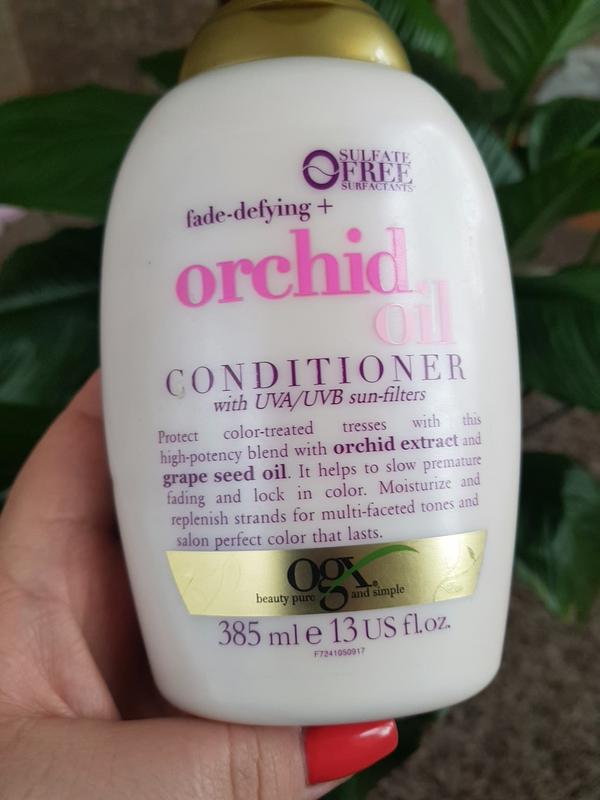 SULFATE
FREE
SURFACTANTS
fade-defying +
orchid
oil
CONDITIONER
with UVA/UVB sun-filters
Protect color-treated tresses with this
high-potency blend with orchid extract and
grape seed oil. It helps to slow premature
fading and lock in color. Moisturize and
replenish strands for multi-faceted tones and
salon perfect color that lasts.
ogx®
beauty pure and simple
385 ml e 13 US fl.oz.
F7241050917